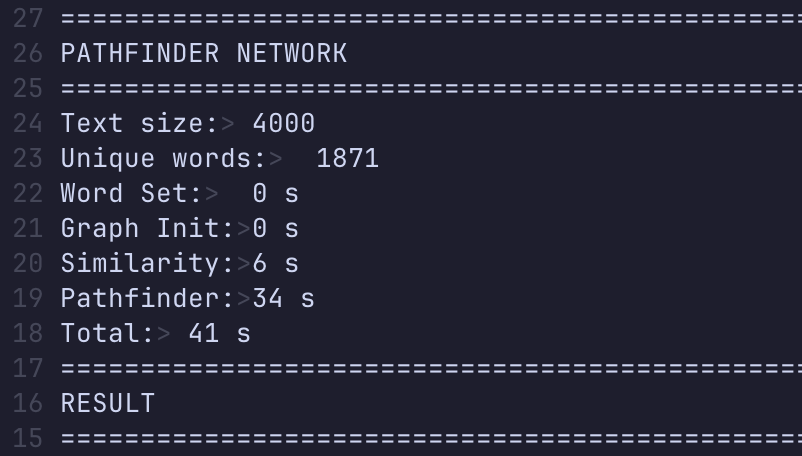 27 ===============================================
26 PATHFINDER NETWORK
25 ===============================================
24 Text size:> 4000
23 Unique words:>  1871
22 Word Set:>  0 s
21 Graph Init:>0 s
20 Similarity:>6 s
19 Pathfinder:>34 s
18 Total:> 41 s
17 ===============================================
16 RESULT
15 ===============================================